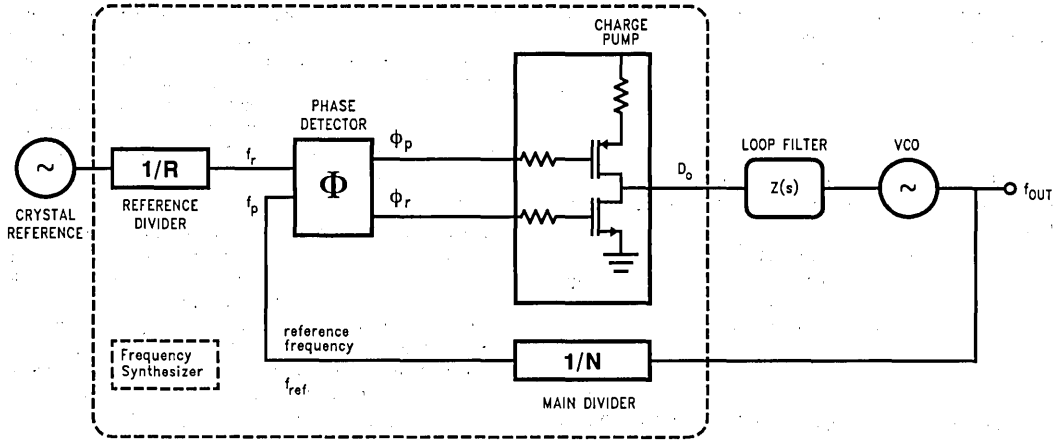 CHARGE
PUMP
PHASE
DETECTOR
LOOP FILTER
VCO
~
1/R
fr
fp
Φ
ϕp
ϕr
Do
Z(s)
~
fOUT
CRYSTAL
REFERENCE
REFERENCE
DIVIDER
reference
frequency
fref
1/N
MAIN DIVIDER
Frequency
Synthesizer